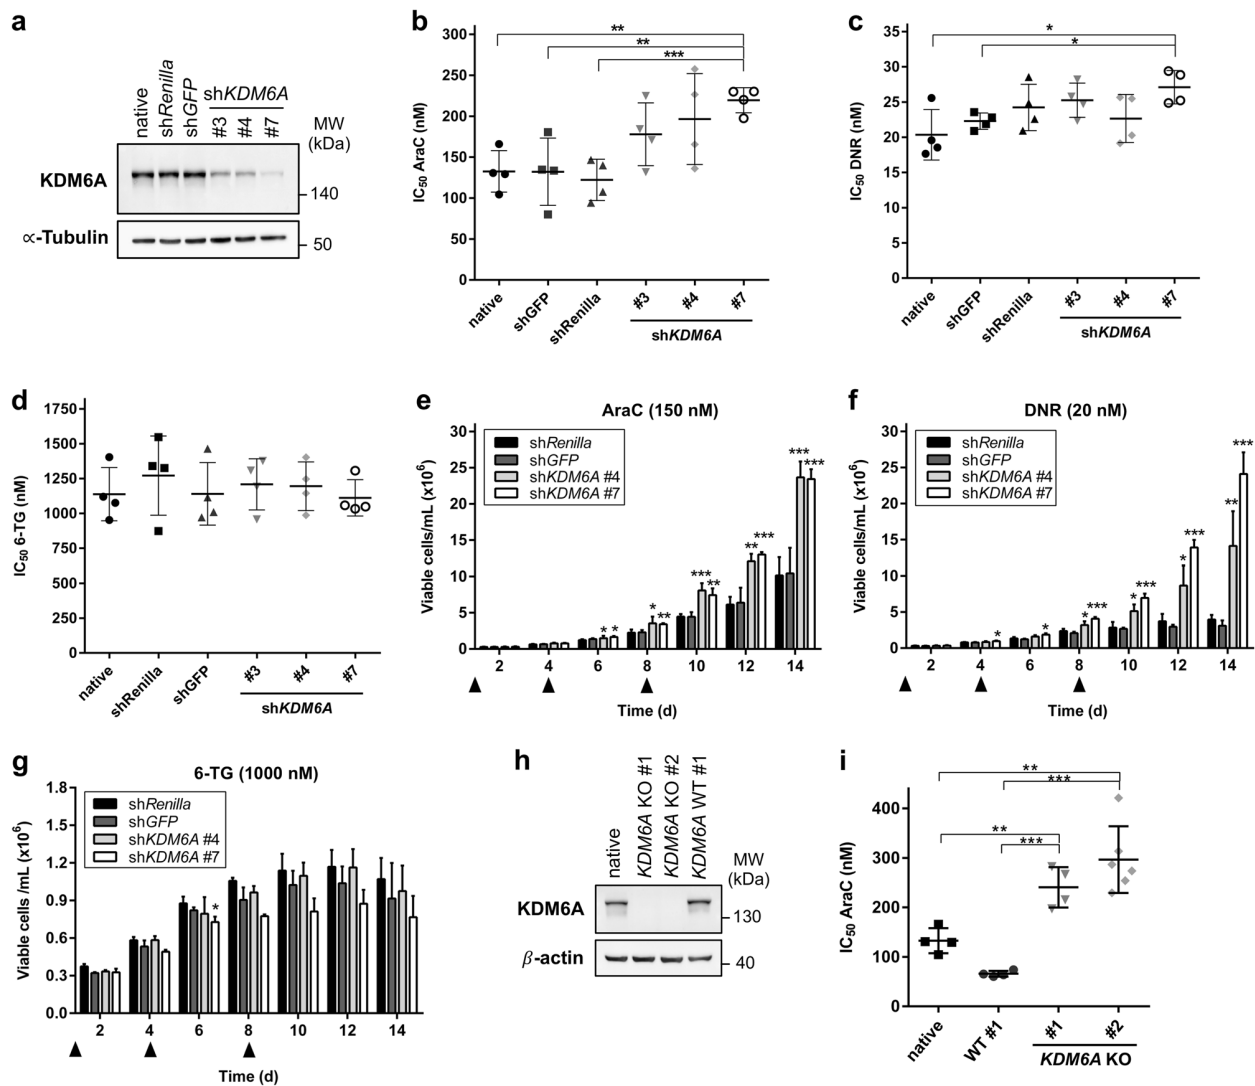 a
native
shRenilla
shGFP
shKDM6A
#3
#4
#7
MW
(kDa)
KDM6A
140
∝-Tubulin
50
b
IC50 AraC (nM)
300
250
200
150
100
50
0
**
**
***
native
shGFP
shRenilla
#3
#4
#7
shKDM6A
c
IC50 DNR (nM)
35
30
25
20
15
10
5
0
*
*
native
shGFP
shRenilla
#3
#4
#7
shKDM6A
d
IC50 6-TG (nM)
1750
1500
1250
1000
750
500
250
0
native
shRenilla
shGFP
#3
#4
#7
shKDM6A
e
AraC (150 nM)
Viable cells/mL (x10⁶)
30
25
20
15
10
5
0
shRenilla
shGFP
shKDM6A #4
shKDM6A #7
* *
* **
*** **
** ***
*** ***
2 4 6 8 10 12 14
Time (d)
f
DNR (20 nM)
Viable cells/mL (x10⁶)
30
25
20
15
10
5
0
shRenilla
shGFP
shKDM6A #4
shKDM6A #7
*
*
* ***
* ***
* ***
** ***
2 4 6 8 10 12 14
Time (d)
g
6-TG (1000 nM)
Viable cells /mL (x10⁶)
1.8
1.5
1.2
0.9
0.6
0.3
0.0
shRenilla
shGFP
shKDM6A #4
shKDM6A #7
*
2 4 6 8 10 12 14
Time (d)
h
native
KDM6A KO #1
KDM6A KO #2
KDM6A WT #1
MW
(kDa)
KDM6A
130
β-actin
40
i
IC50 AraC (nM)
400
300
200
100
0
**
***
**
***
native
WT #1
#1
#2
KDM6A KO